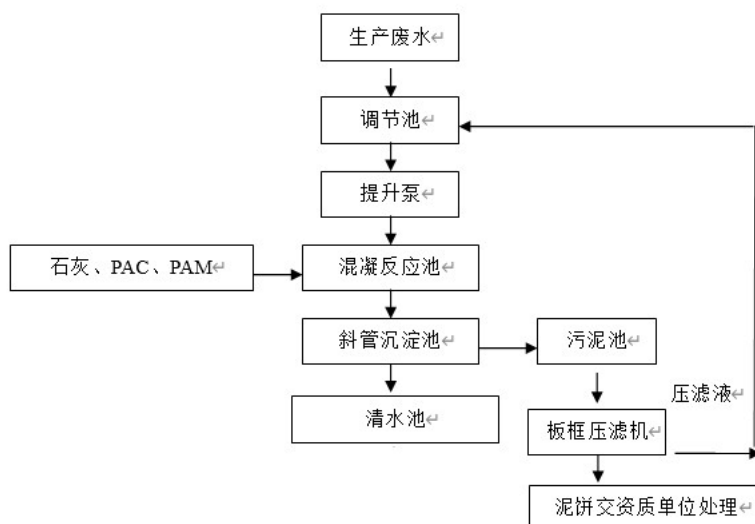 生产废水↵
调节池↵
提升泵↵
石灰、PAC、PAM↵
混凝反应池↵
斜管沉淀池↵
污泥池↵
压滤液↵
清水池↵
板框压滤机↵
泥饼交资质单位处理↵